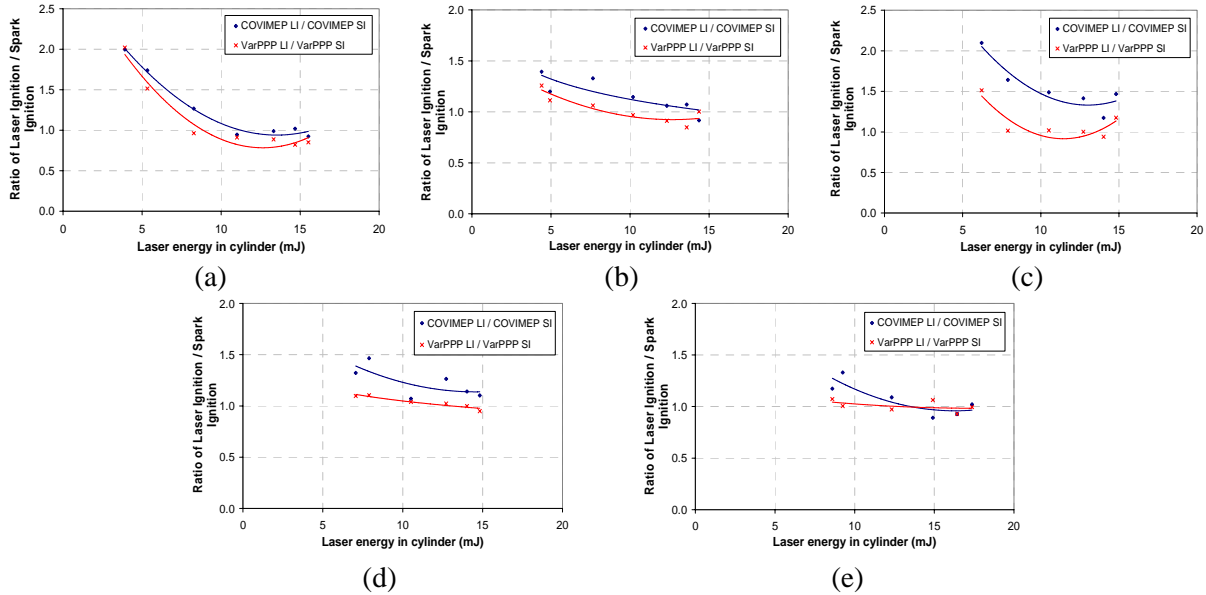 2.5
2.0
1.5
1.0
0.5
0.0
0 5 10 15 20
Ratio of Laser Ignition / Spark
Ignition
Laser energy in cylinder (mJ)
COVIMEP LI / COVIMEP SI
VarPPP LI / VarPPP SI
(a)
2.0
1.5
1.0
0.5
0.0
0 5 10 15 20
Ratio of Laser Ignition / Spark
Ignition
Laser energy in cylinder (mJ)
COVIMEP LI / COVIMEP SI
VarPPP LI / VarPPP SI
(b)
2.5
2.0
1.5
1.0
0.5
0.0
0 5 10 15 20
Ratio of Laser Ignition / Spark
Ignition
Laser energy in cylinder (mJ)
COVIMEP LI / COVIMEP SI
VarPPP LI / VarPPP SI
(c)
2.0
1.5
1.0
0.5
0.0
0 5 10 15 20
Ratio of Laser Ignition / Spark
Ignition
Laser energy in cylinder (mJ)
COVIMEP LI / COVIMEP SI
VarPPP LI / VarPPP SI
(d)
2.0
1.5
1.0
0.5
0.0
0 5 10 15 20
Ratio of Laser Ignition / Spark
Ignition
Laser energy in cylinder (mJ)
COVIMEP LI / COVIMEP SI
VarPPP LI / VarPPP SI
(e)